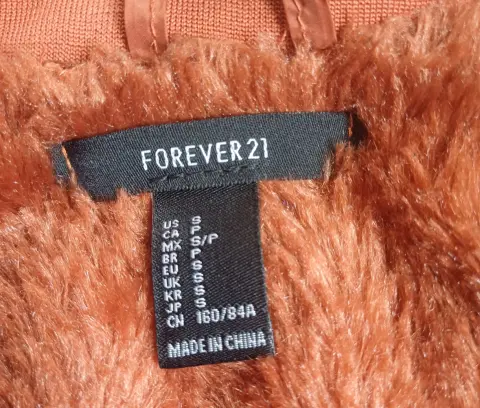 FOREVER 21
US S
CA P
MX S/P
BR P
EU S
UK S
KR S
JP S
CN 160/84A
MADE IN CHINA